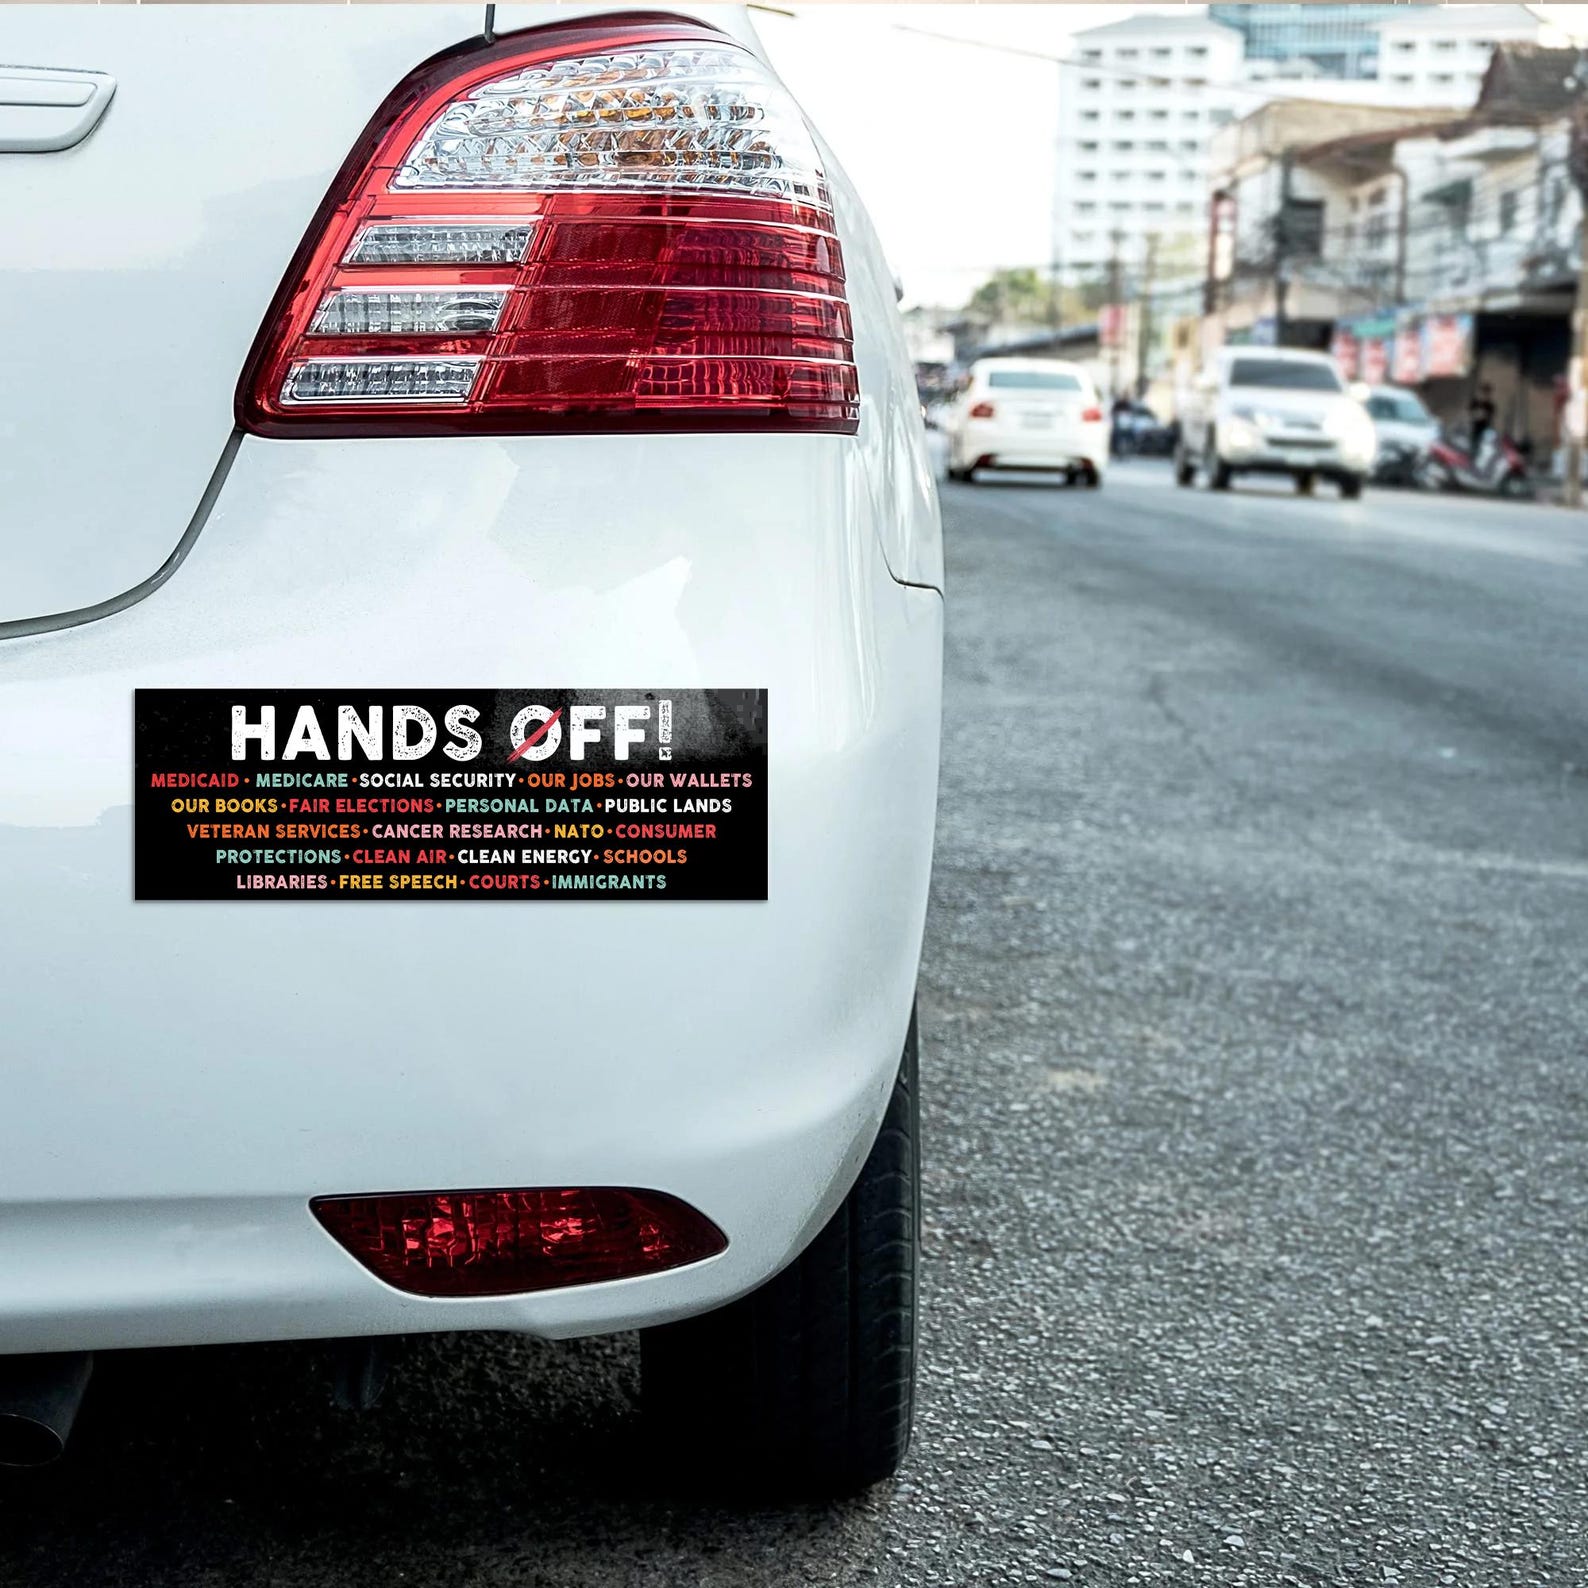 HANDS OFF!
MEDICAID • MEDICARE • SOCIAL SECURITY • OUR JOBS • OUR WALLETS
OUR BOOKS • FAIR ELECTIONS • PERSONAL DATA • PUBLIC LANDS
VETERAN SERVICES • CANCER RESEARCH • NATO • CONSUMER
PROTECTIONS • CLEAN AIR • CLEAN ENERGY • SCHOOLS
LIBRARIES • FREE SPEECH • COURTS • IMMIGRANTS